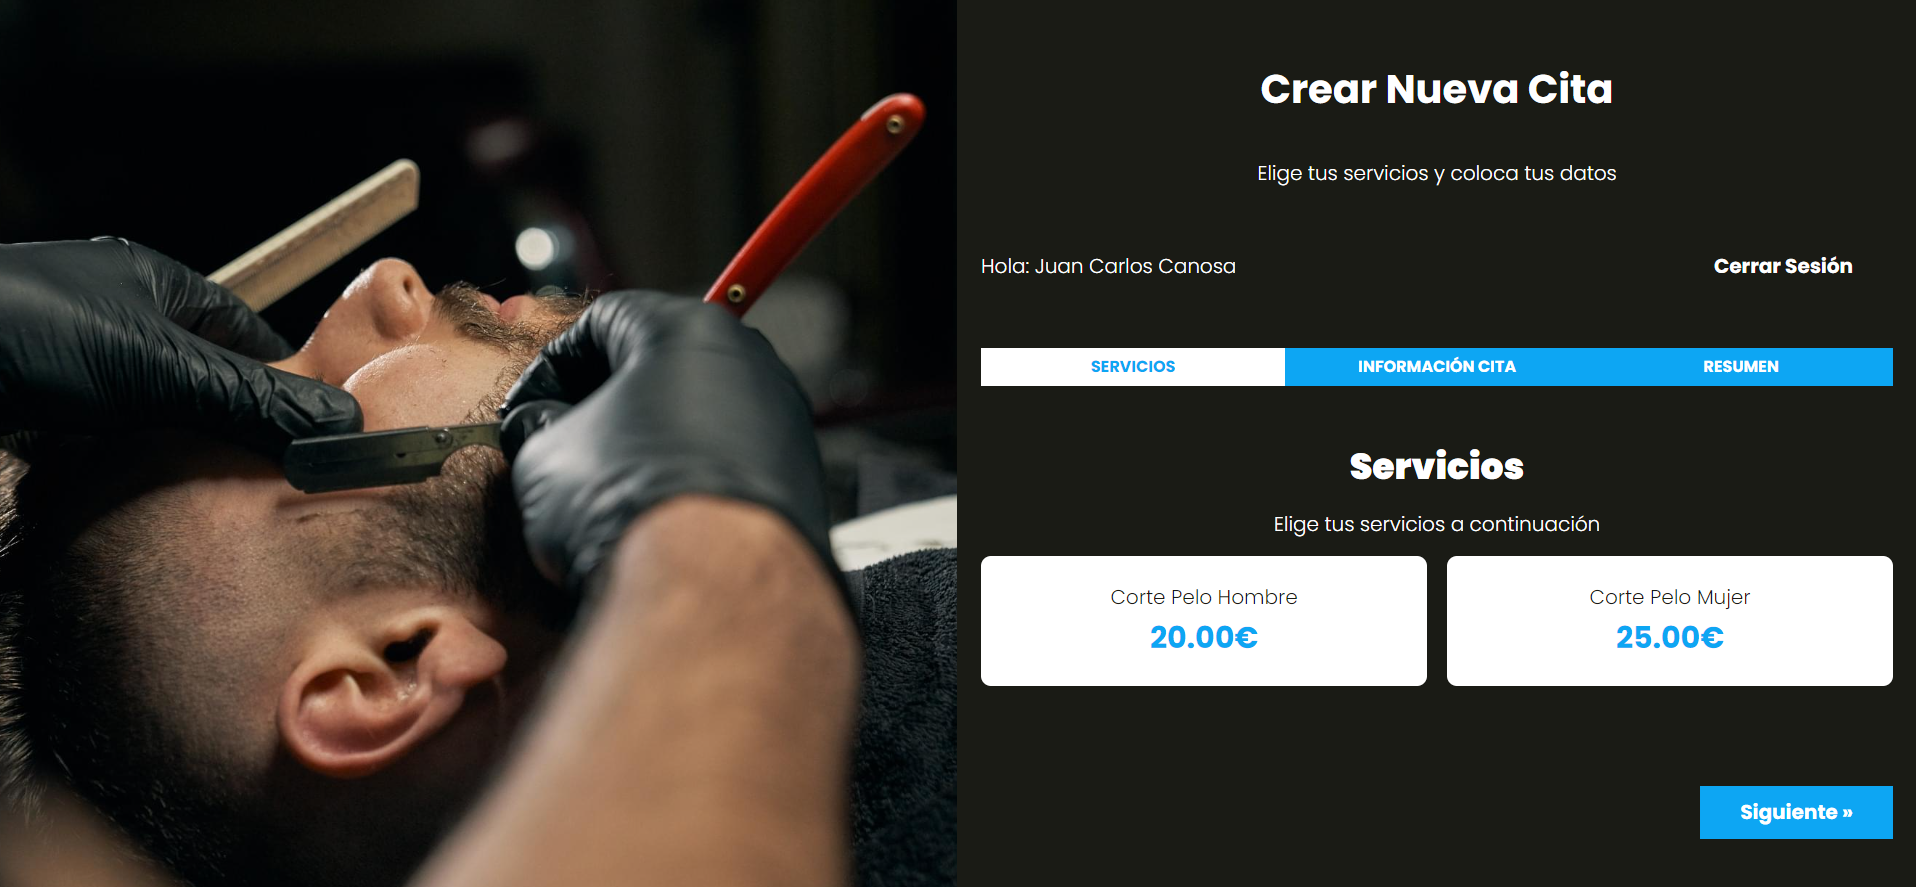 Crear Nueva Cita
Elige tus servicios y coloca tus datos
Hola: Juan Carlos Canosa
Cerrar Sesión
SERVICIOS
INFORMACIÓN CITA
RESUMEN
Servicios
Elige tus servicios a continuación
Corte Pelo Hombre
20.00€
Corte Pelo Mujer
25.00€
Siguiente »